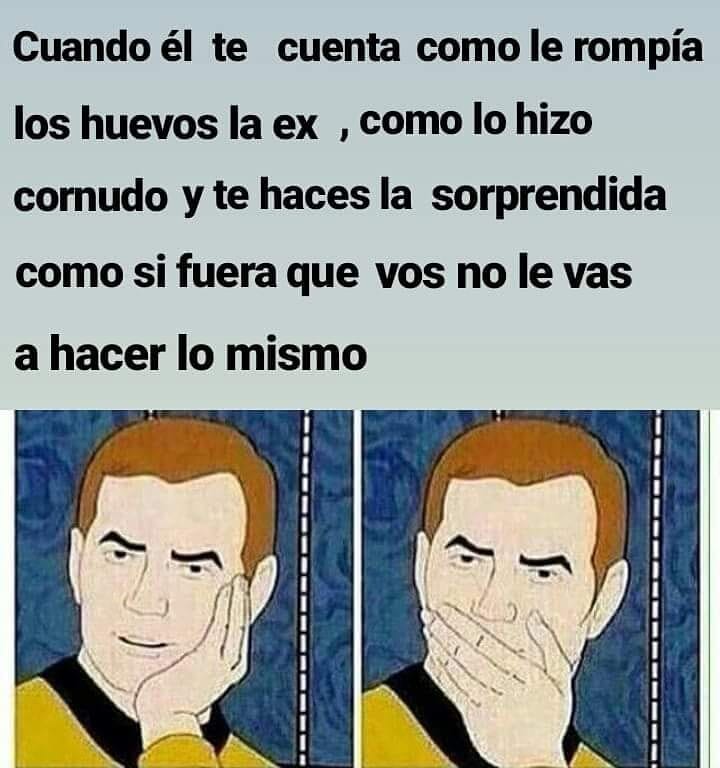 Cuando él te cuenta como le rompía
los huevos la ex , como lo hizo
cornudo y te haces la sorprendida
como si fuera que vos no le vas
a hacer lo mismo